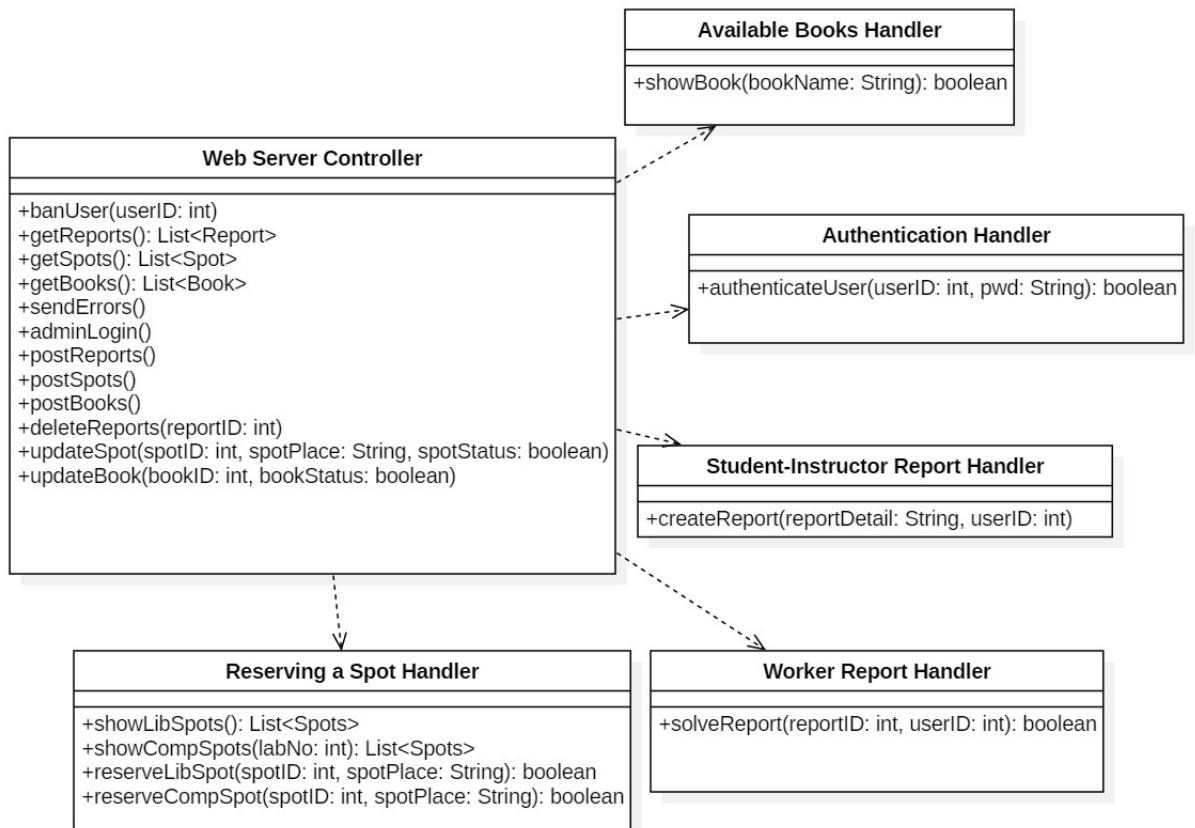 Available Books Handler
+showBook(bookName: String): boolean
Web Server Controller
+banUser(userID: int)
+getReports(): List<Report>
+getSpots(): List<Spot>
+getBooks(): List<Book>
+sendErrors()
+adminLogin()
+postReports()
+postSpots()
+postBooks()
+deleteReports(reportID: int)
+updateSpot(spotID: int, spotPlace: String, spotStatus: boolean)
+updateBook(bookID: int, bookStatus: boolean)
Authentication Handler
+authenticateUser(userID: int, pwd: String): boolean
Student-Instructor Report Handler
+createReport(reportDetail: String, userID: int)
Reserving a Spot Handler
+showLibSpots(): List<Spots>
+showCompSpots(labNo: int): List<Spots>
+reserveLibSpot(spotID: int, spotPlace: String): boolean
+reserveCompSpot(spotID: int, spotPlace: String): boolean
Worker Report Handler
+solveReport(reportID: int, userID: int): boolean